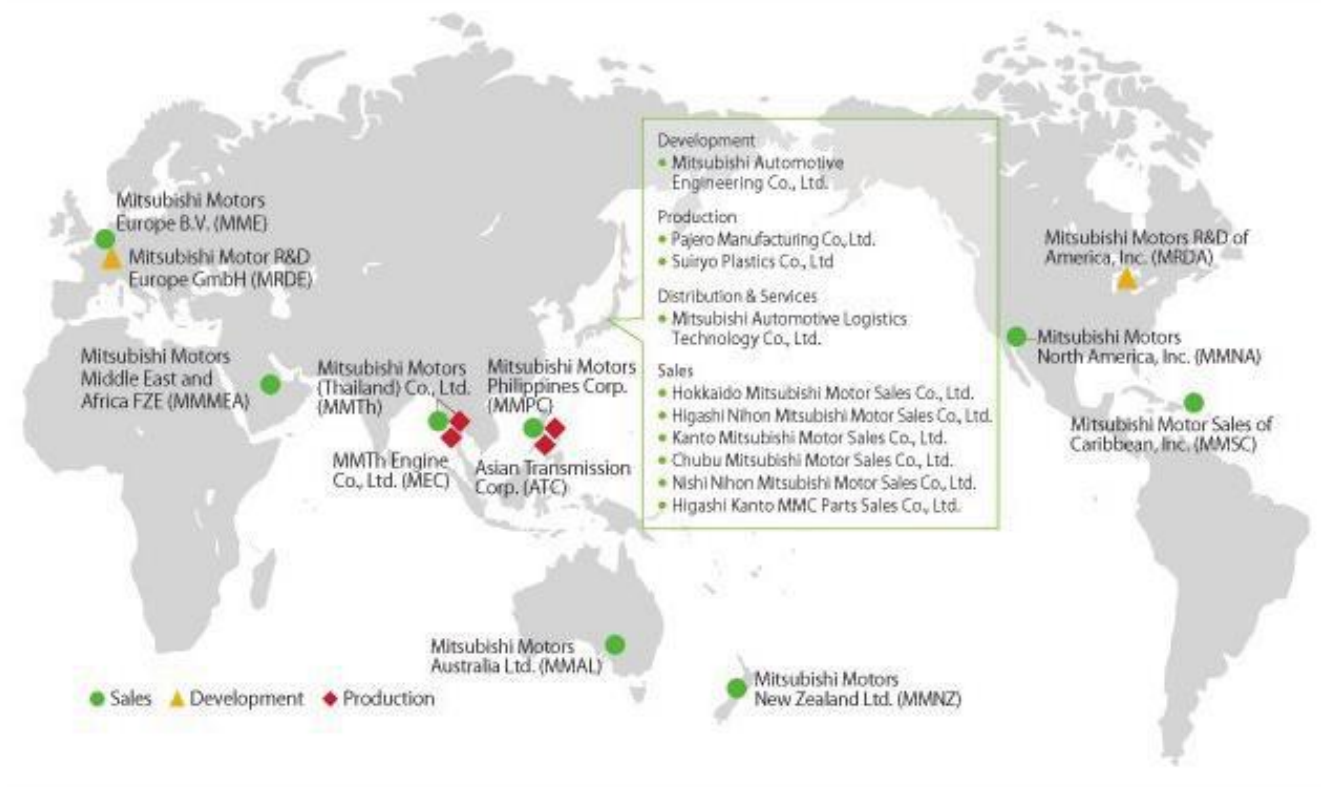 Mitsubishi Motors
Europe B.V. (MME)
Mitsubishi Motor R&D
Europe GmbH (MRDE)
Mitsubishi Motors
Middle East and
Africa FZE (MMMEA)
Mitsubishi Motors
(Thailand) Co., Ltd.
(MMTh)
Mitsubishi Motors
Philippines Corp.
(MMPC)
MMTh Engine
Co., Ltd. (MEC)
Asian Transmission
Corp. (ATC)
Development
• Mitsubishi Automotive
Engineering Co., Ltd.
Production
• Pajero Manufacturing Co., Ltd.
• Suiryo Plastics Co., Ltd
Distribution & Services
• Mitsubishi Automotive Logistics
Technology Co., Ltd.
Sales
• Hokkaido Mitsubishi Motor Sales Co., Ltd.
• Higashi Nihon Mitsubishi Motor Sales Co., Ltd.
• Kanto Mitsubishi Motor Sales Co., Ltd.
• Chubu Mitsubishi Motor Sales Co., Ltd.
• Nishi Nihon Mitsubishi Motor Sales Co., Ltd.
• Higashi Kanto MMC Parts Sales Co., Ltd.
Mitsubishi Motors R&D of
America, Inc. (MRDA)
Mitsubishi Motors
North America, Inc. (MMNA)
Mitsubishi Motor Sales of
Caribbean, Inc. (MMSC)
Mitsubishi Motors
Australia Ltd. (MMAL)
Mitsubishi Motors
New Zealand Ltd. (MMNZ)
Sales Development Production